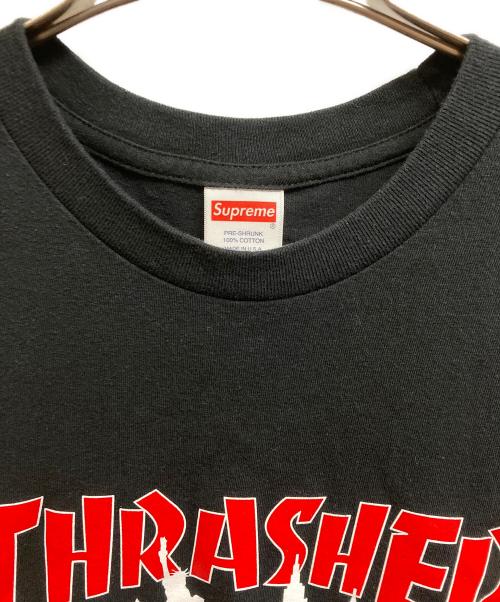 Supreme
®
PRE-SHRUNK
100% COTTON
MADE IN U.S.A.
THRASHER